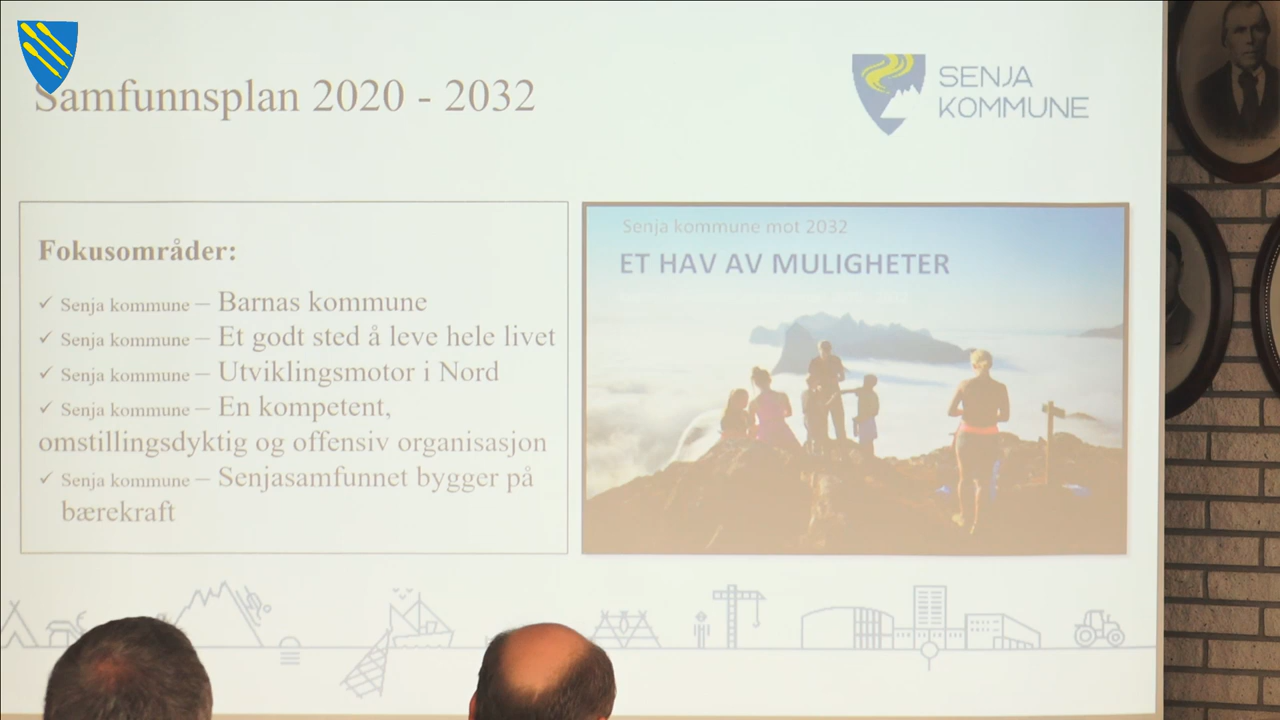 Samfunnsplan 2020 - 2032
SENJA
KOMMUNE
Fokusområder:
✓ Senja kommune – Barnas kommune
✓ Senja kommune – Et godt sted å leve hele livet
✓ Senja kommune – Utviklingsmotor i Nord
✓ Senja kommune – En kompetent,
omstillingsdyktig og offensiv organisasjon
✓ Senja kommune – Senjasamfunnet bygger på
bærekraft
Senja kommune mot 2032
ET HAV AV MULIGHETER